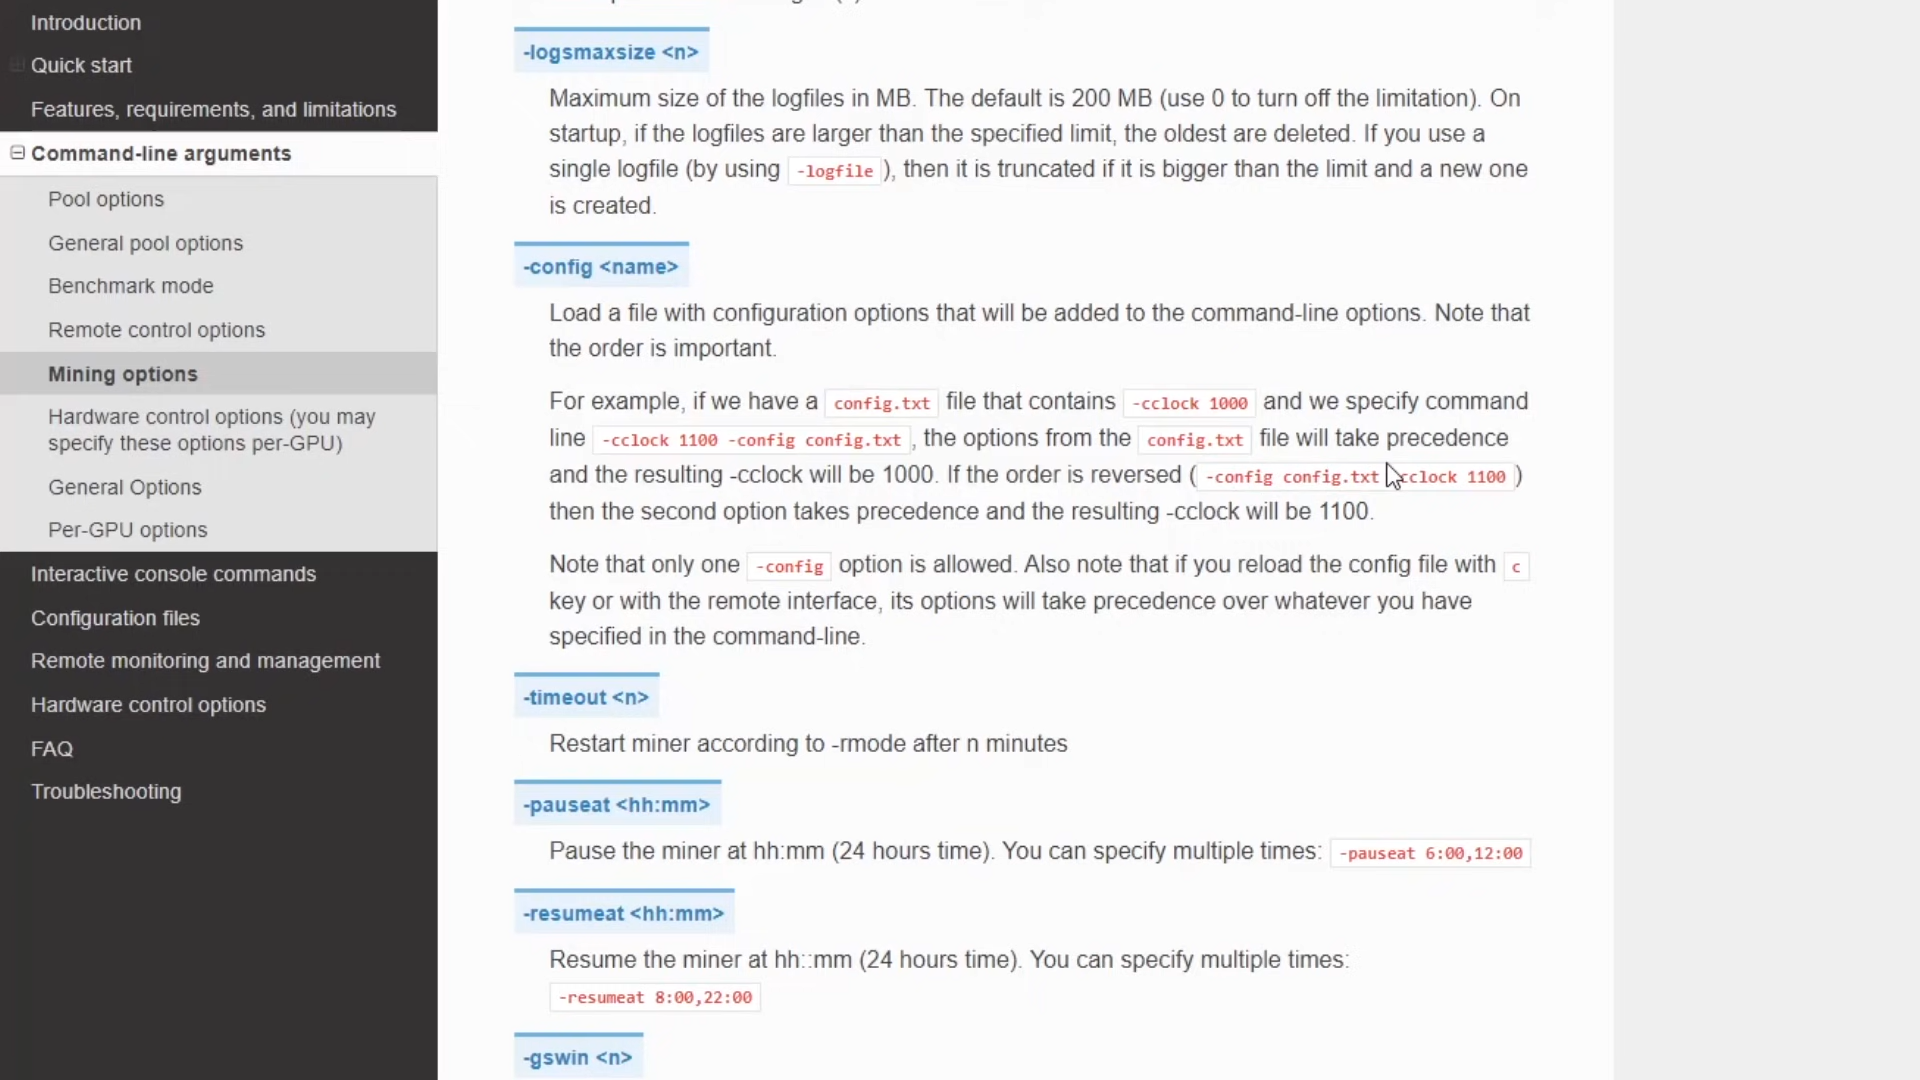 Introduction
Quick start
Features, requirements, and limitations
Command-line arguments
Pool options
General pool options
Benchmark mode
Remote control options
Mining options
Hardware control options (you may
specify these options per-GPU)
General Options
Per-GPU options
Interactive console commands
Configuration files
Remote monitoring and management
Hardware control options
FAQ
Troubleshooting
-logsmaxsize <n>
Maximum size of the logfiles in MB. The default is 200 MB (use 0 to turn off the limitation). On
startup, if the logfiles are larger than the specified limit, the oldest are deleted. If you use a
single logfile (by using -logfile ), then it is truncated if it is bigger than the limit and a new one
is created.
-config <name>
Load a file with configuration options that will be added to the command-line options. Note that
the order is important.
For example, if we have a config.txt file that contains -cclock 1000 and we specify command
line -cclock 1100 -config config.txt , the options from the config.txt file will take precedence
and the resulting -cclock will be 1000. If the order is reversed ( -config config.txt -cclock 1100 )
then the second option takes precedence and the resulting -cclock will be 1100.
Note that only one -config option is allowed. Also note that if you reload the config file with c
key or with the remote interface, its options will take precedence over whatever you have
specified in the command-line.
-timeout <n>
Restart miner according to -rmode after n minutes
-pauseat <hh:mm>
Pause the miner at hh:mm (24 hours time). You can specify multiple times: -pauseat 6:00,12:00
-resumeat <hh:mm>
Resume the miner at hh::mm (24 hours time). You can specify multiple times:
-resumeat 8:00,22:00
-gswin <n>